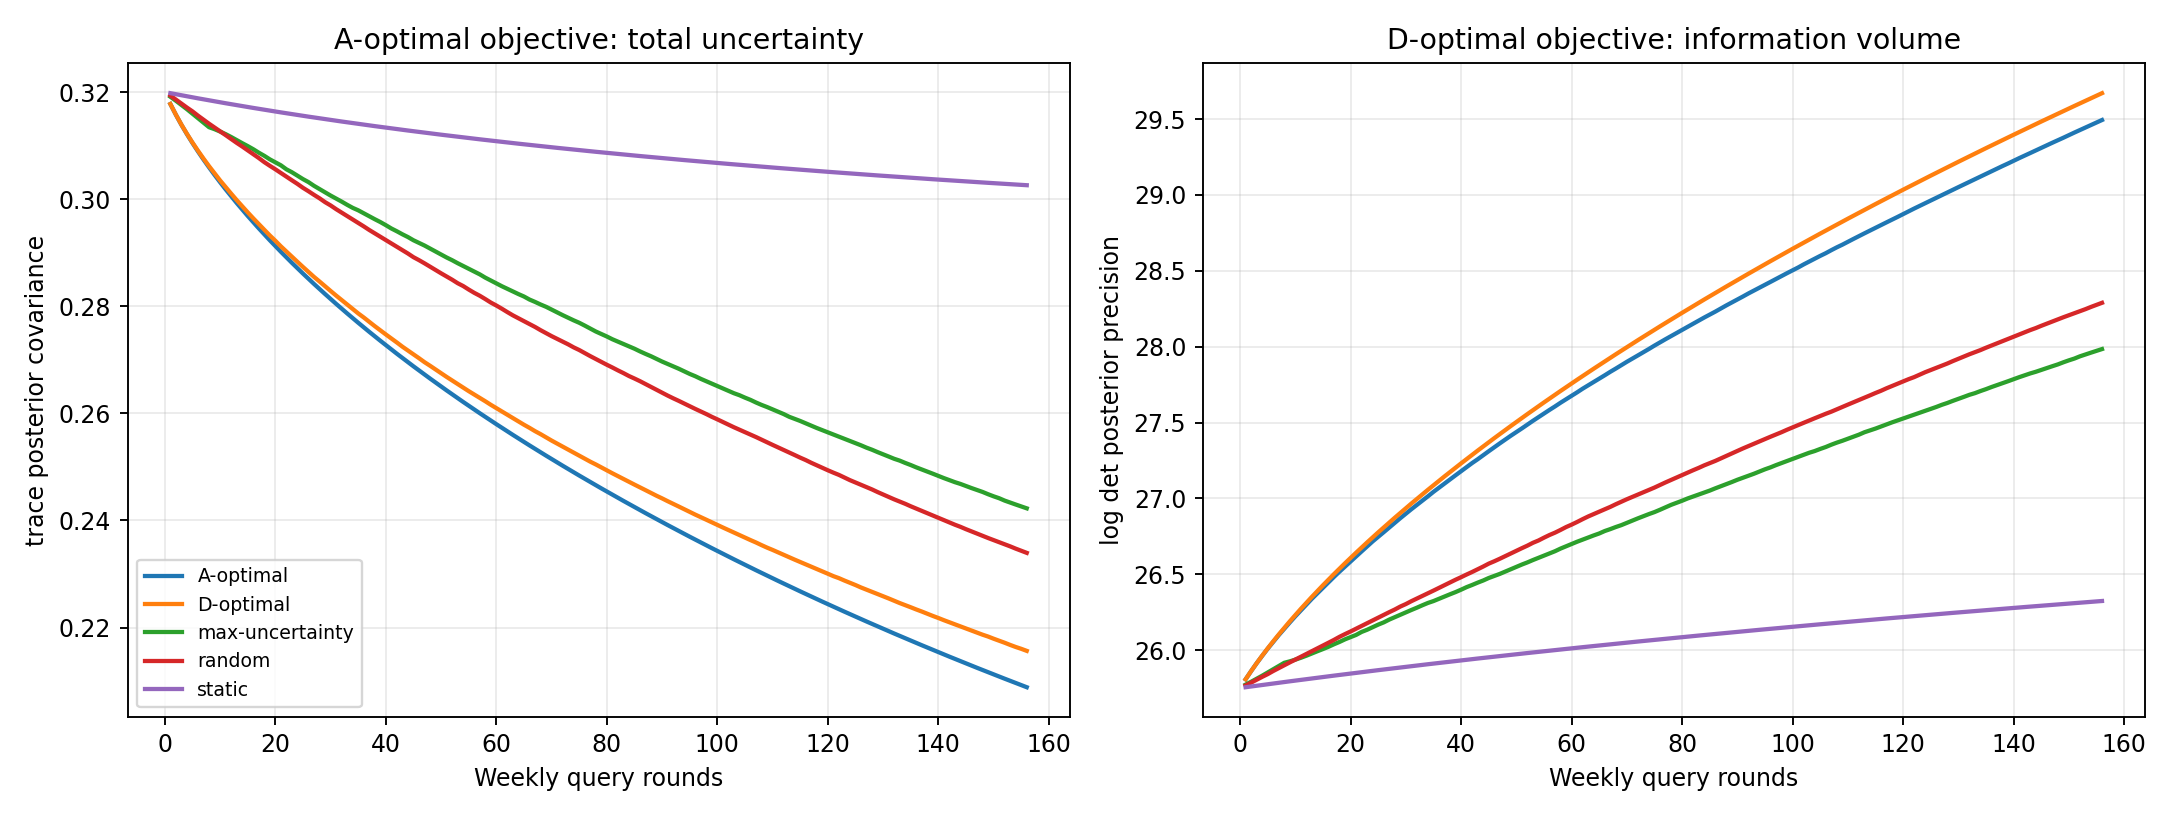 A-optimal objective: total uncertainty
trace posterior covariance
0.32
0.30
0.28
0.26
0.24
0.22
A-optimal
D-optimal
max-uncertainty
random
static
0 20 40 60 80 100 120 140 160
Weekly query rounds
D-optimal objective: information volume
log det posterior precision
29.5
29.0
28.5
28.0
27.5
27.0
26.5
26.0
0 20 40 60 80 100 120 140 160
Weekly query rounds